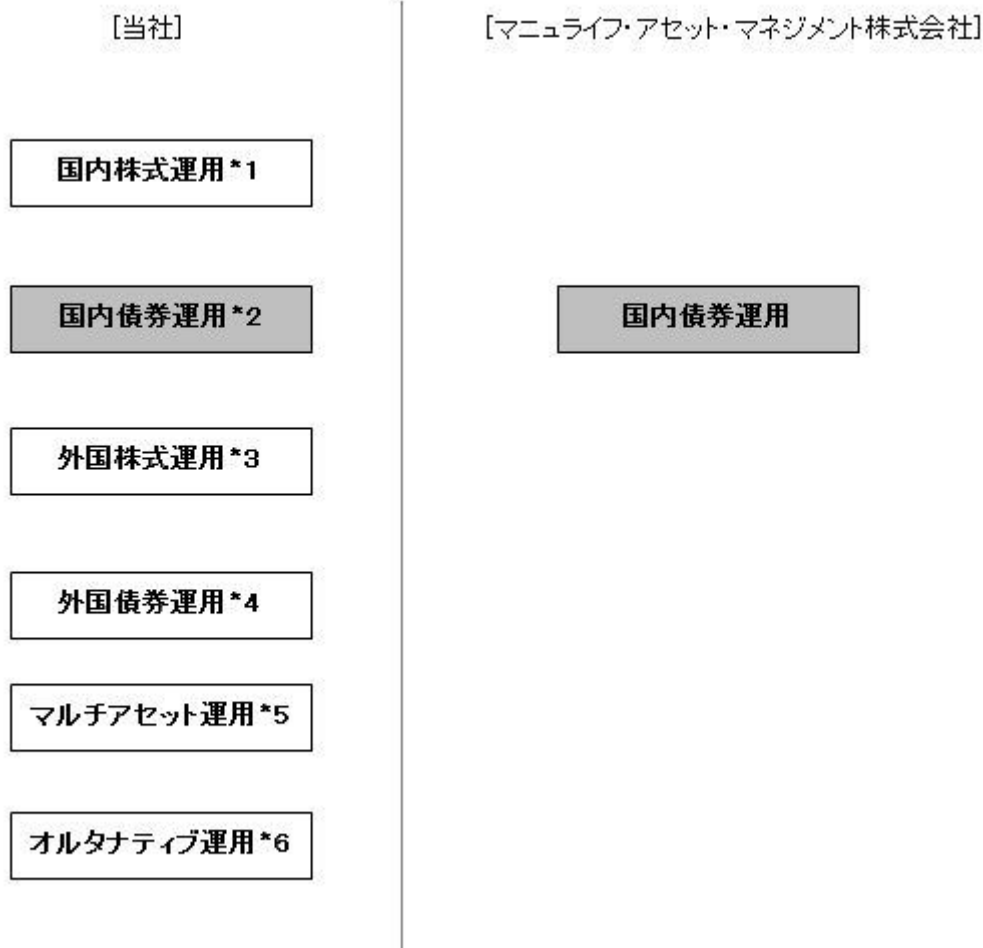 [当社]
[マニュライフ・アセット・マネジメント株式会社]
国内株式運用*1
国内債券運用*2
国内債券運用
外国株式運用*3
外国債券運用*4
マルチアセット運用*5
オルタナティブ運用*6